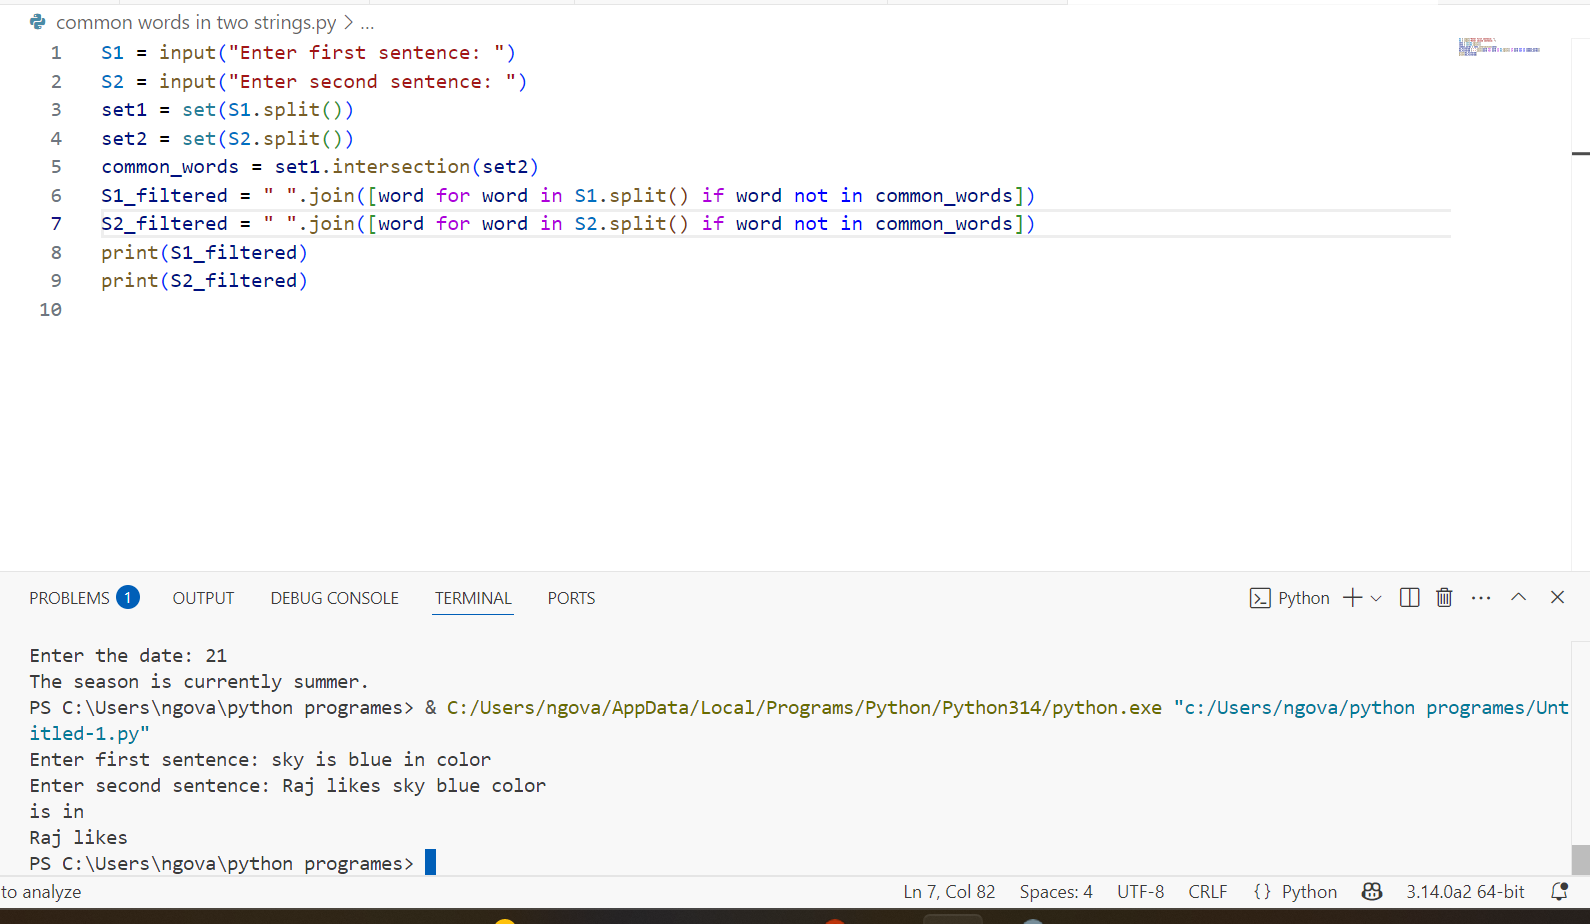 common words in two strings.py > ...
1 S1 = input("Enter first sentence: ")
2 S2 = input("Enter second sentence: ")
3 set1 = set(S1.split())
4 set2 = set(S2.split())
5 common_words = set1.intersection(set2)
6 S1_filtered = " ".join([word for word in S1.split() if word not in common_words])
7 S2_filtered = " ".join([word for word in S2.split() if word not in common_words])
8 print(S1_filtered)
9 print(S2_filtered)
10
PROBLEMS 1 OUTPUT DEBUG CONSOLE TERMINAL PORTS Python
Enter the date: 21
The season is currently summer.
PS C:\Users\ngova\python programes> & C:/Users/ngova/AppData/Local/Programs/Python/Python314/python.exe "c:/Users/ngova/python programes/Unt
itled-1.py"
Enter first sentence: sky is blue in color
Enter second sentence: Raj likes sky blue color
is in
Raj likes
PS C:\Users\ngova\python programes>
to analyze Ln 7, Col 82 Spaces: 4 UTF-8 CRLF {} Python 3.14.0a2 64-bit